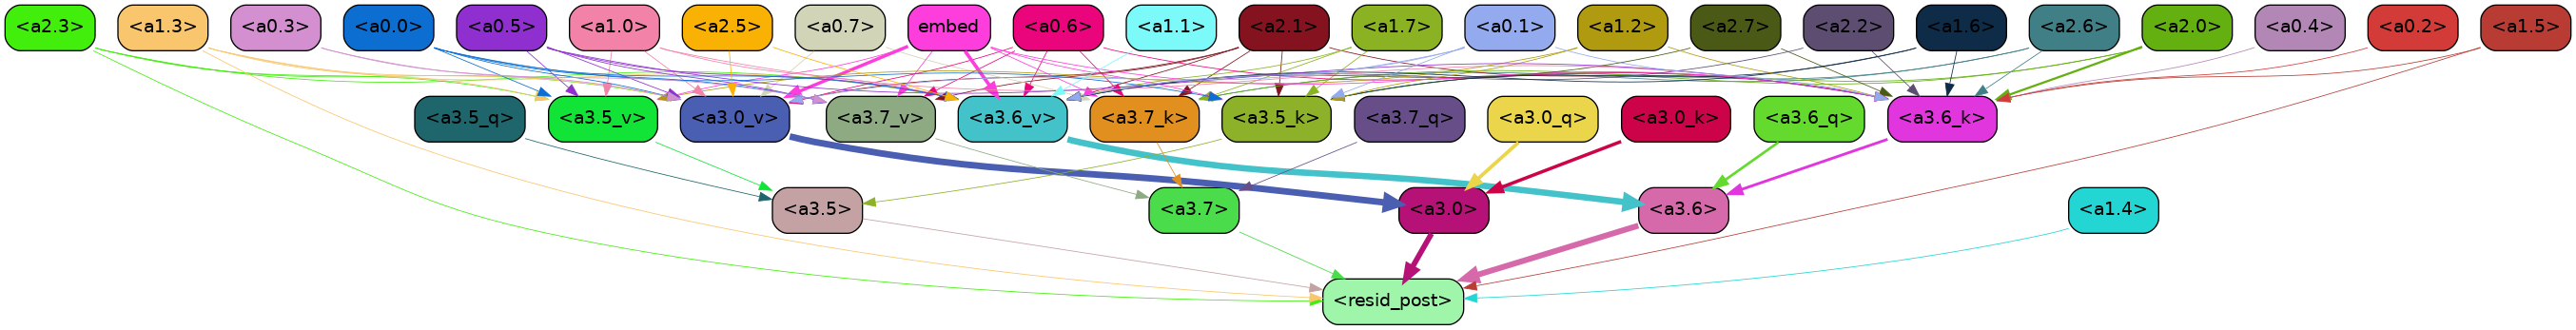 <a2.3> <a1.3> <a0.3> <a0.0> <a0.5> <a1.0> <a2.5> <a0.7> embed <a0.6> <a1.1> <a2.1> <a1.7> <a0.1> <a1.2> <a2.7> <a2.2> <a1.6> <a2.6> <a2.0> <a0.4> <a0.2> <a1.5>
<a3.5_q> <a3.5_v> <a3.0_v> <a3.7_v> <a3.6_v> <a3.7_k> <a3.5_k> <a3.7_q> <a3.0_q> <a3.0_k> <a3.6_q> <a3.6_k>
<a3.5> <a3.7> <a3.0> <a3.6> <a1.4>
<resid_post>